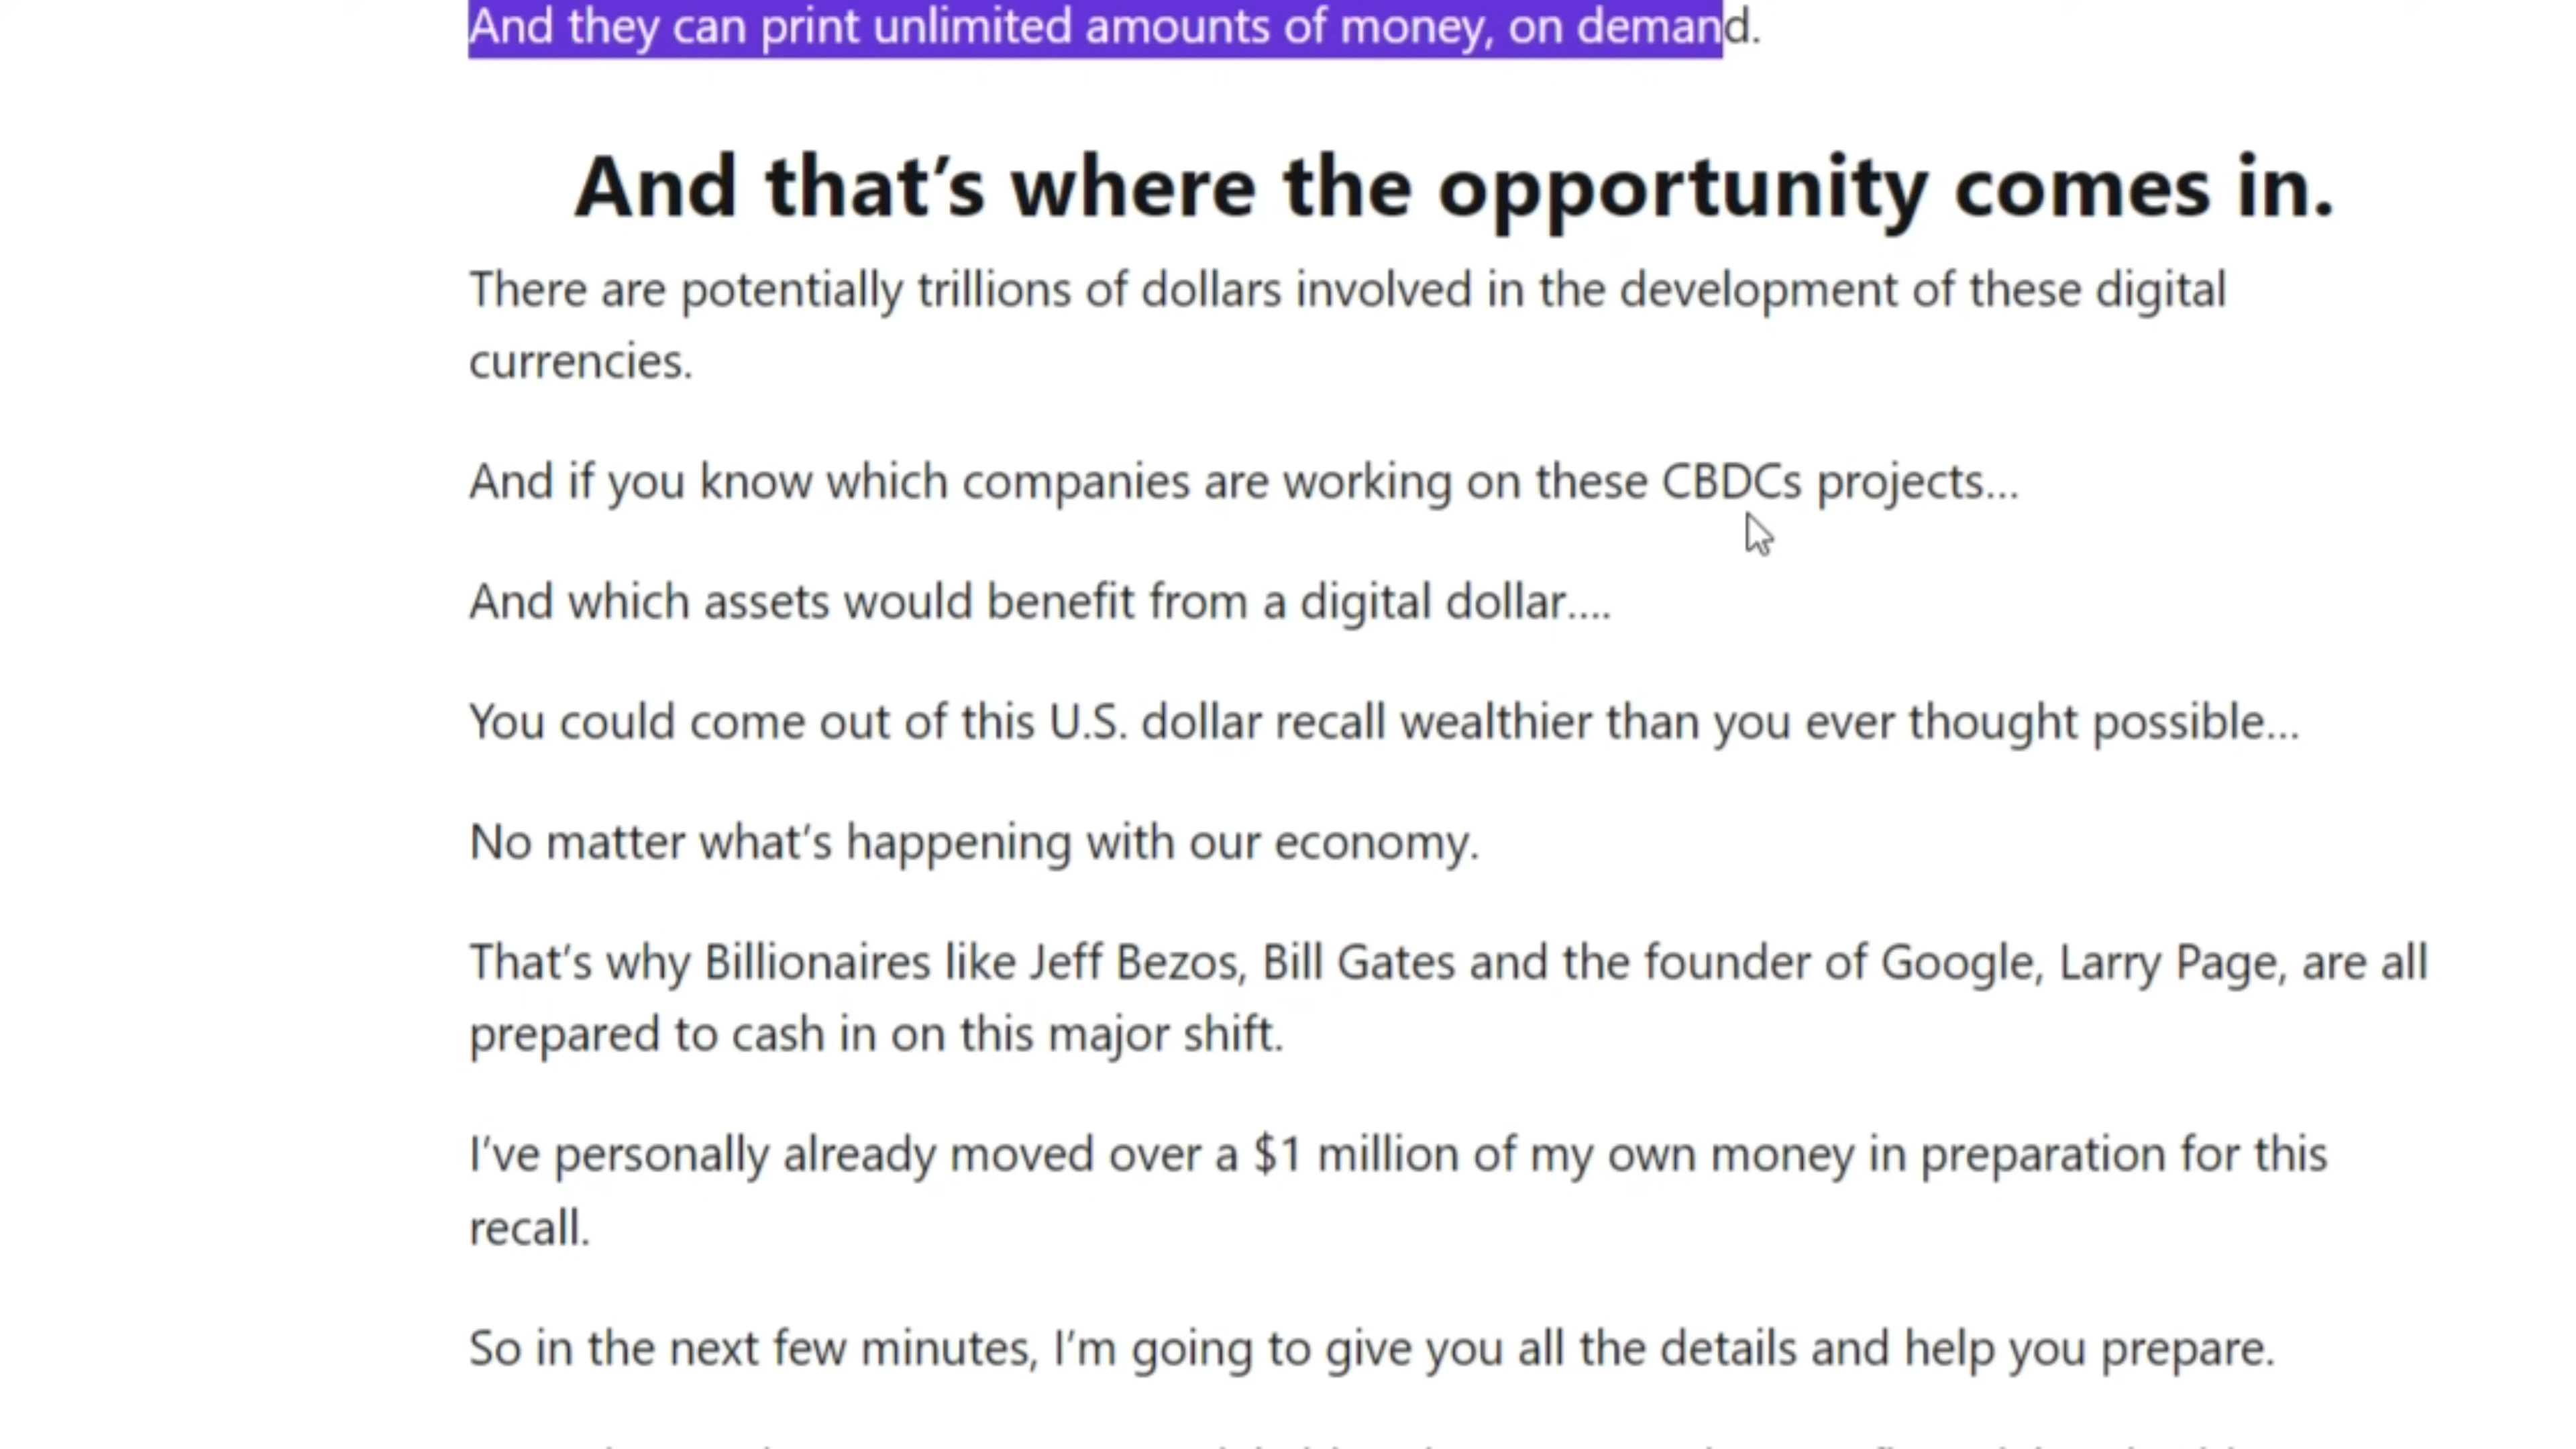 And they can print unlimited amounts of money, on demand.
And that’s where the opportunity comes in.
There are potentially trillions of dollars involved in the development of these digital
currencies.
And if you know which companies are working on these CBDCs projects...
And which assets would benefit from a digital dollar....
You could come out of this U.S. dollar recall wealthier than you ever thought possible...
No matter what’s happening with our economy.
That’s why Billionaires like Jeff Bezos, Bill Gates and the founder of Google, Larry Page, are all
prepared to cash in on this major shift.
I’ve personally already moved over a $1 million of my own money in preparation for this
recall.
So in the next few minutes, I’m going to give you all the details and help you prepare.